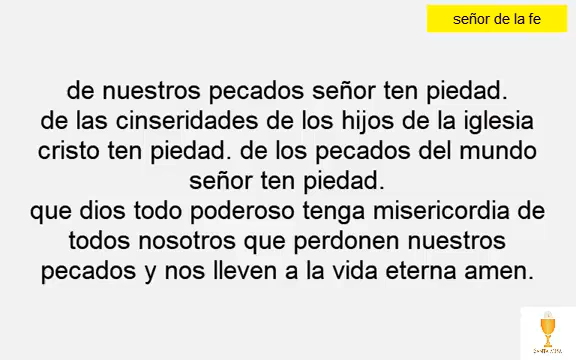 señor de la fe
de nuestros pecados señor ten piedad.
de las cinseridades de los hijos de la iglesia
cristo ten piedad. de los pecados del mundo
señor ten piedad.
que dios todo poderoso tenga misericordia de
todos nosotros que perdonen nuestros
pecados y nos lleven a la vida eterna amen.